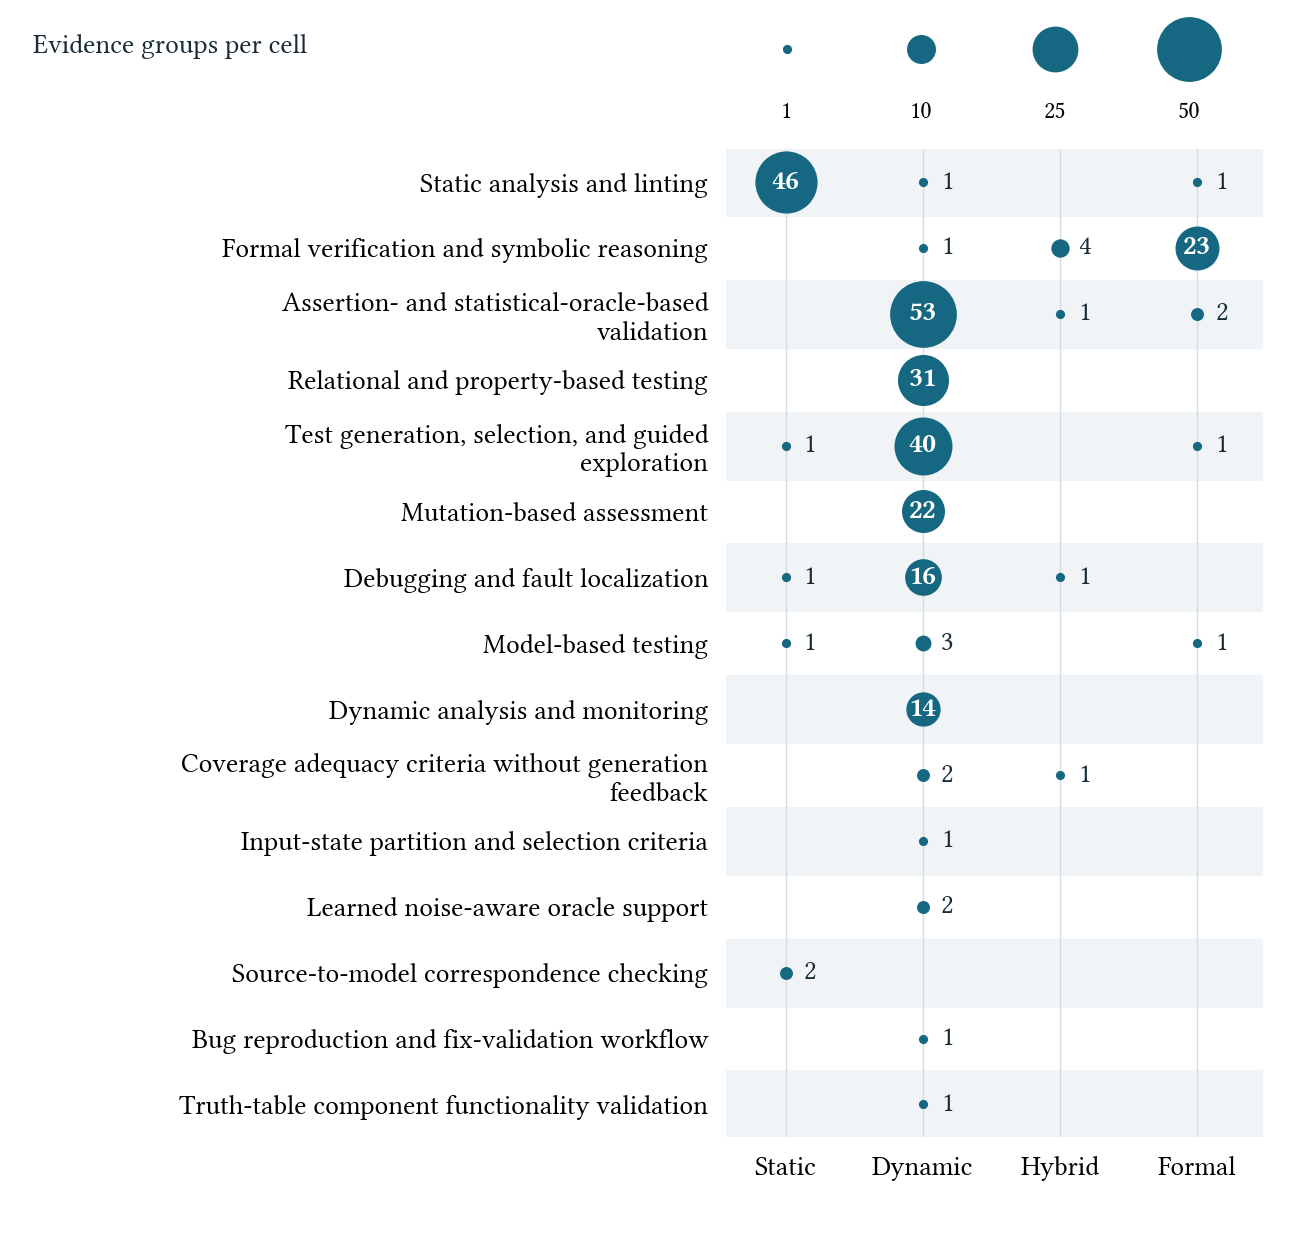 Evidence groups per cell
1 10 25 50
Static analysis and linting 46 1 1
Formal verification and symbolic reasoning 1 4 23
Assertion- and statistical-oracle-based
validation 53 1 2
Relational and property-based testing 31
Test generation, selection, and guided
exploration 1 40 1
Mutation-based assessment 22
Debugging and fault localization 1 16 1
Model-based testing 1 3 1
Dynamic analysis and monitoring 14
Coverage adequacy criteria without generation
feedback 2 1
Input-state partition and selection criteria 1
Learned noise-aware oracle support 2
Source-to-model correspondence checking 2
Bug reproduction and fix-validation workflow 1
Truth-table component functionality validation 1
Static Dynamic Hybrid Formal